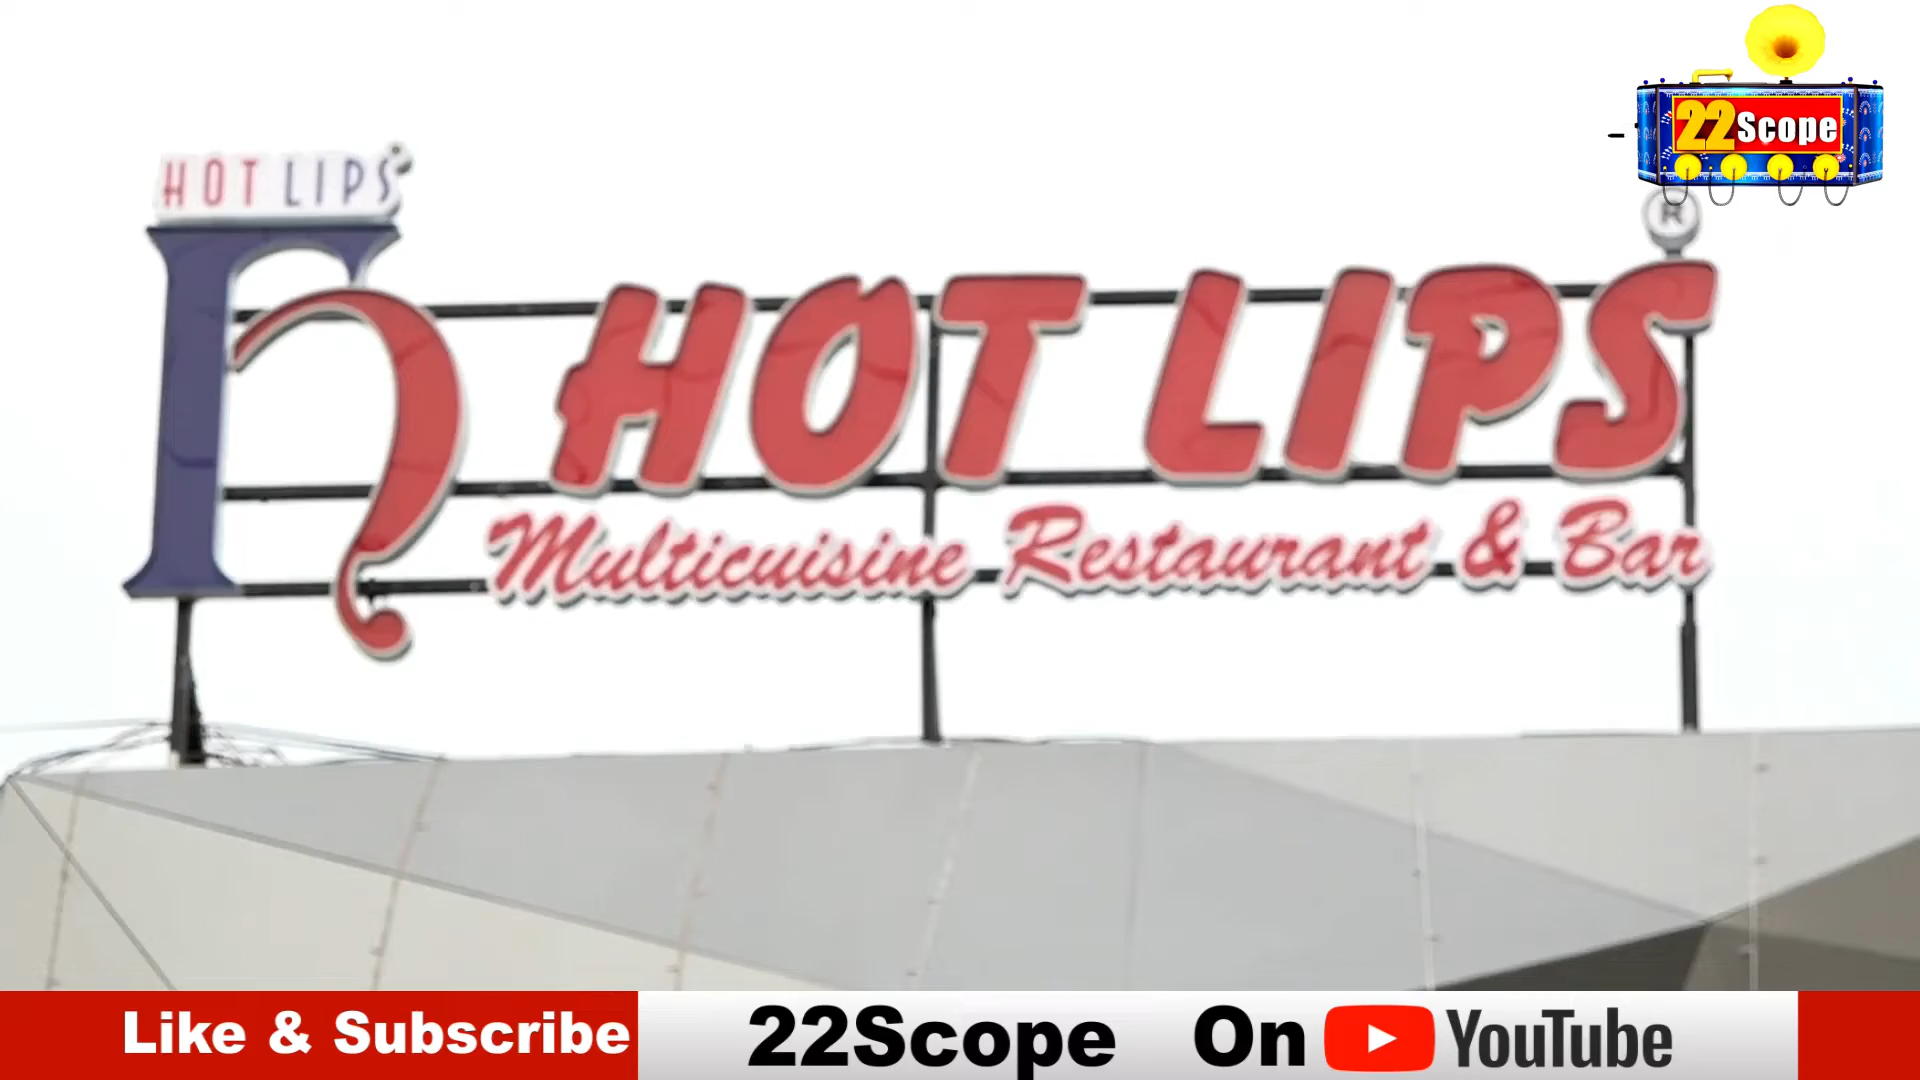 22Scope
HOT LIPS
®
HOT LIPS
Multicuisine Restaurant & Bar
Like & Subscribe 22Scope On YouTube